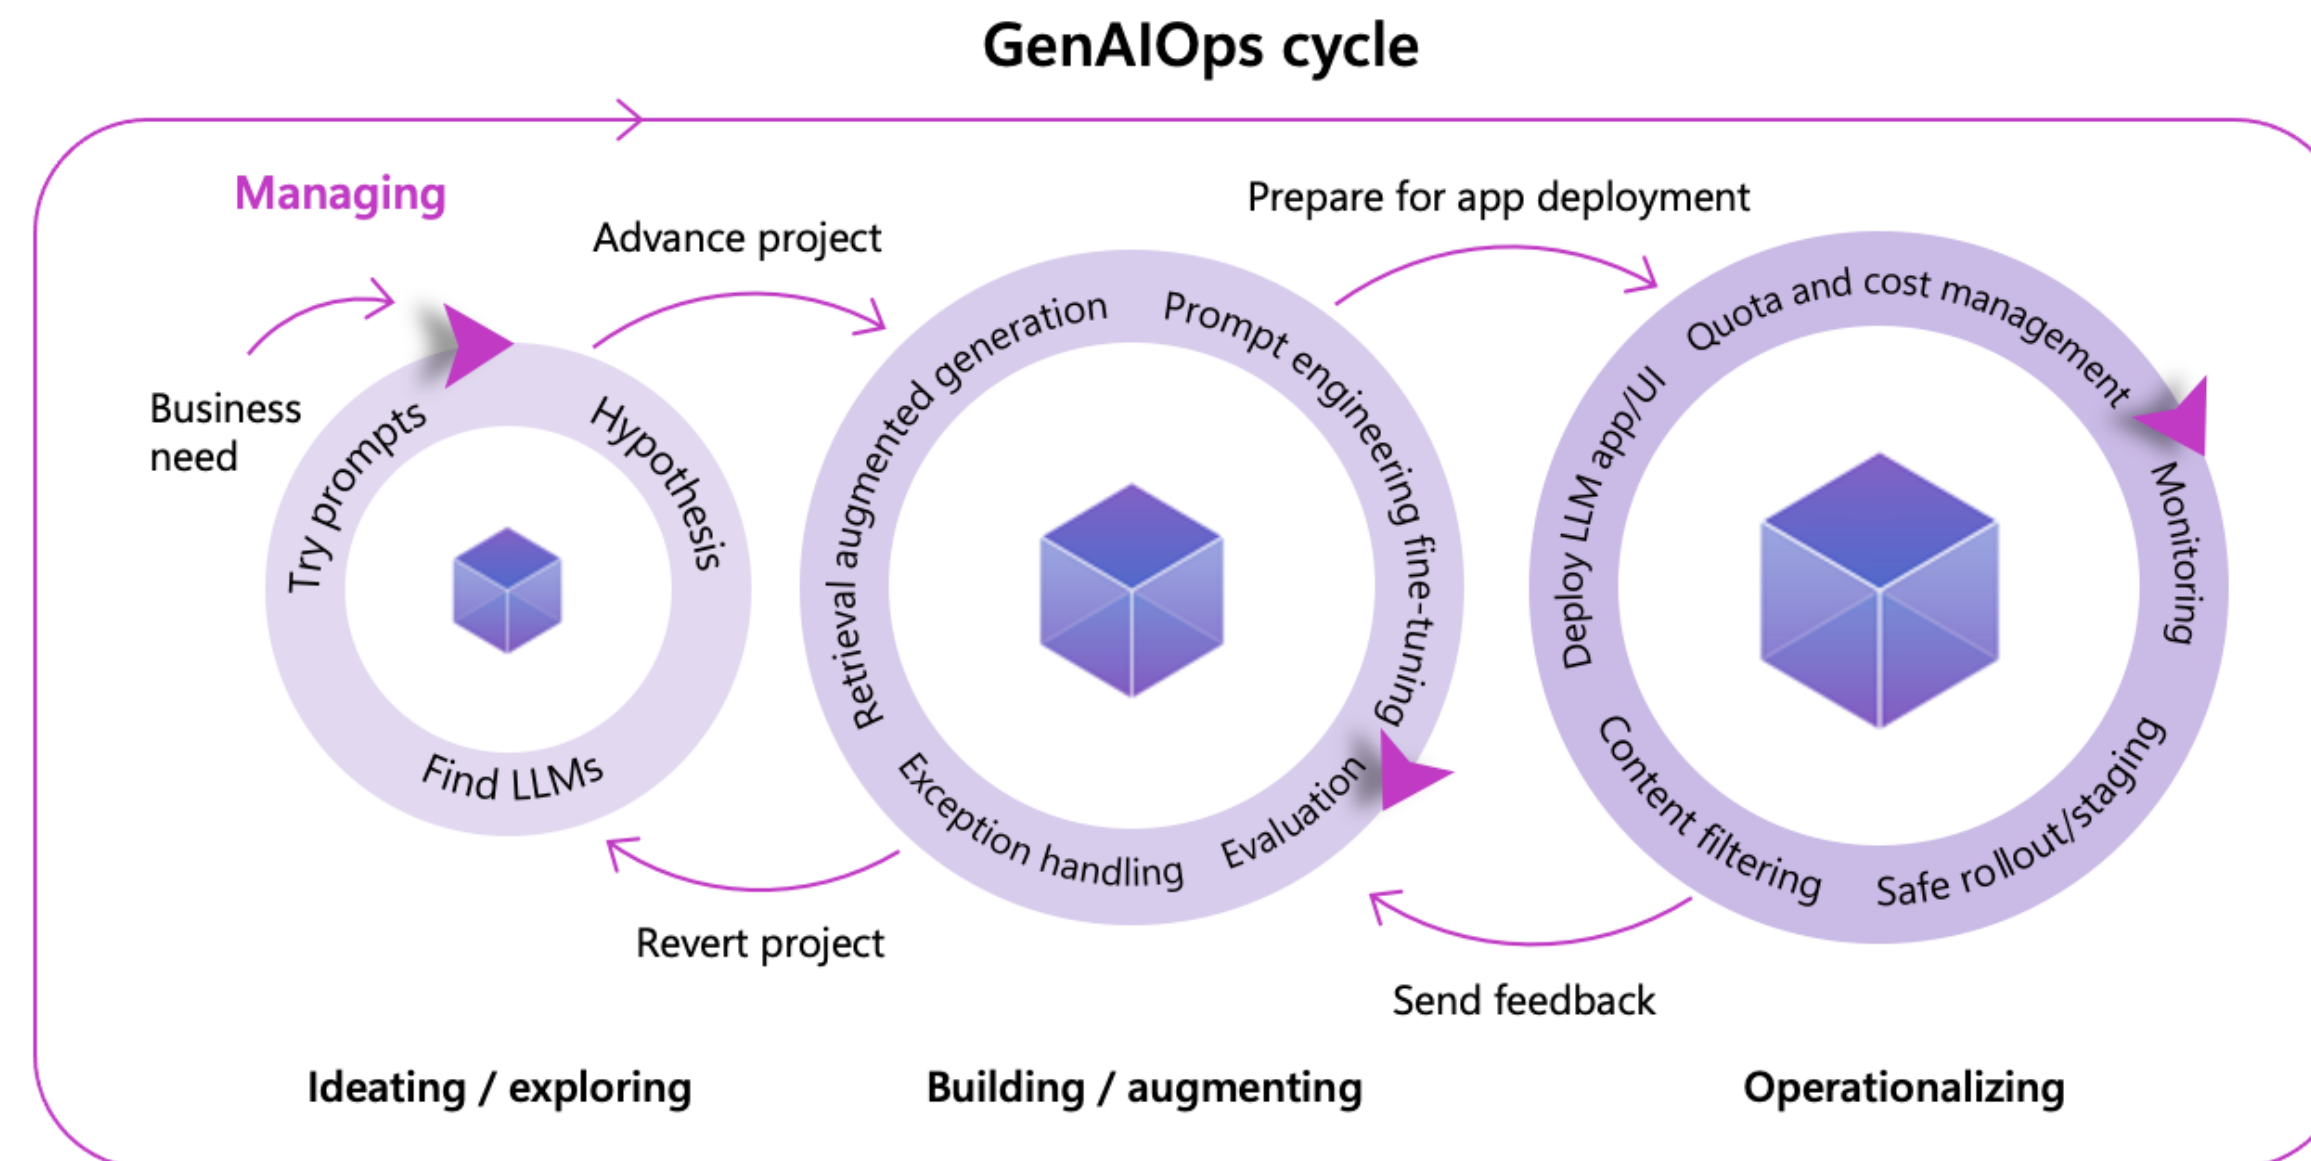 GenAIOps cycle
Managing
Business
need
Advance project
Prepare for app deployment
Try prompts
Hypothesis
Find LLMs
Retrieval augmented generation
Prompt engineering fine-tuning
Exception handling
Evaluation
Deploy LLM app/UI
Quota and cost management
Monitoring
Content filtering
Safe rollout/staging
Revert project
Send feedback
Ideating / exploring
Building / augmenting
Operationalizing